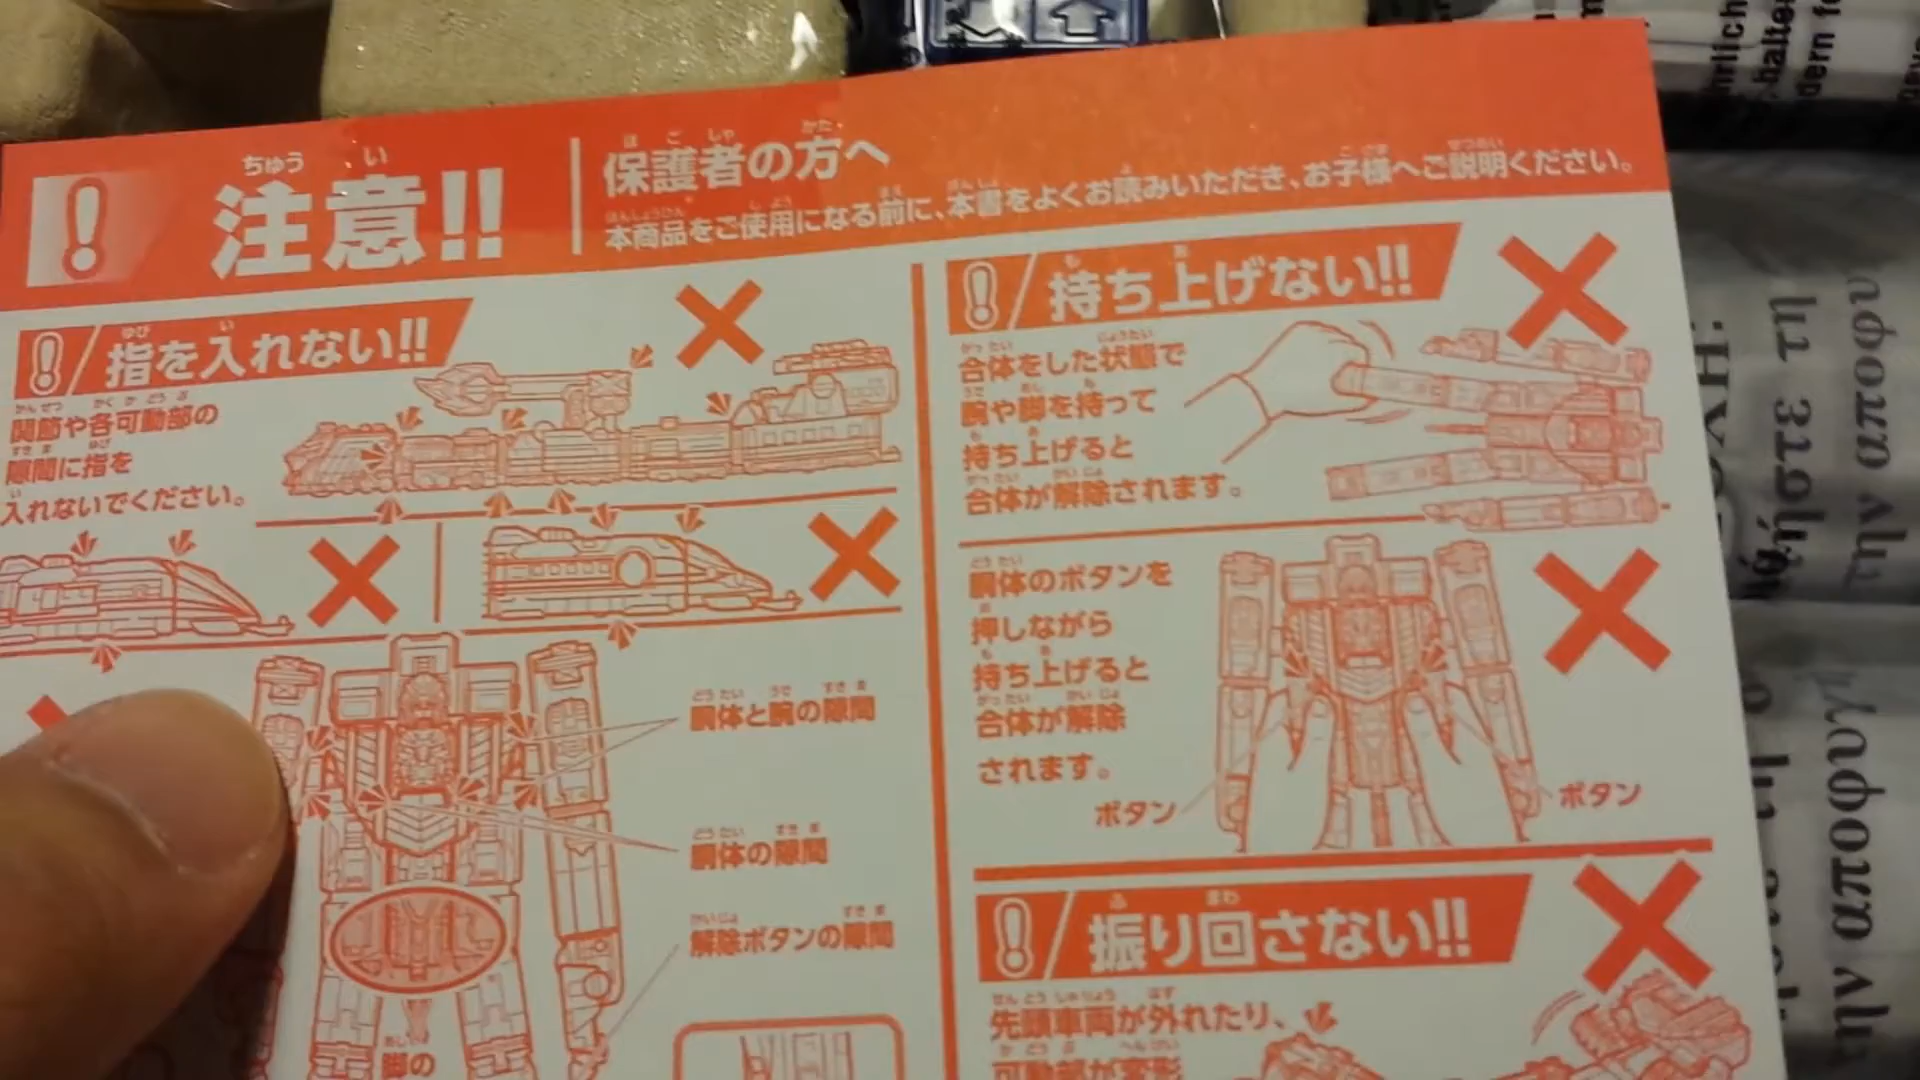 注意!!
保護者の方へ
本商品をご使用になる前に、本書をよくお読みいただき、お子様へご説明ください。
指を入れない!!
関節や各可動部の
隙間に指を
入れないでください。
胴体と腕の隙間
胴体の隙間
解除ボタンの隙間
脚の
持ち上げない!!
合体をした状態で
腕や脚を持って
持ち上げると
合体が解除されます。
胴体のボタンを
押しながら
持ち上げると
合体が解除
されます。
ボタン
ボタン
振り回さない!!
先頭車両が外れたり、
可動部が変形